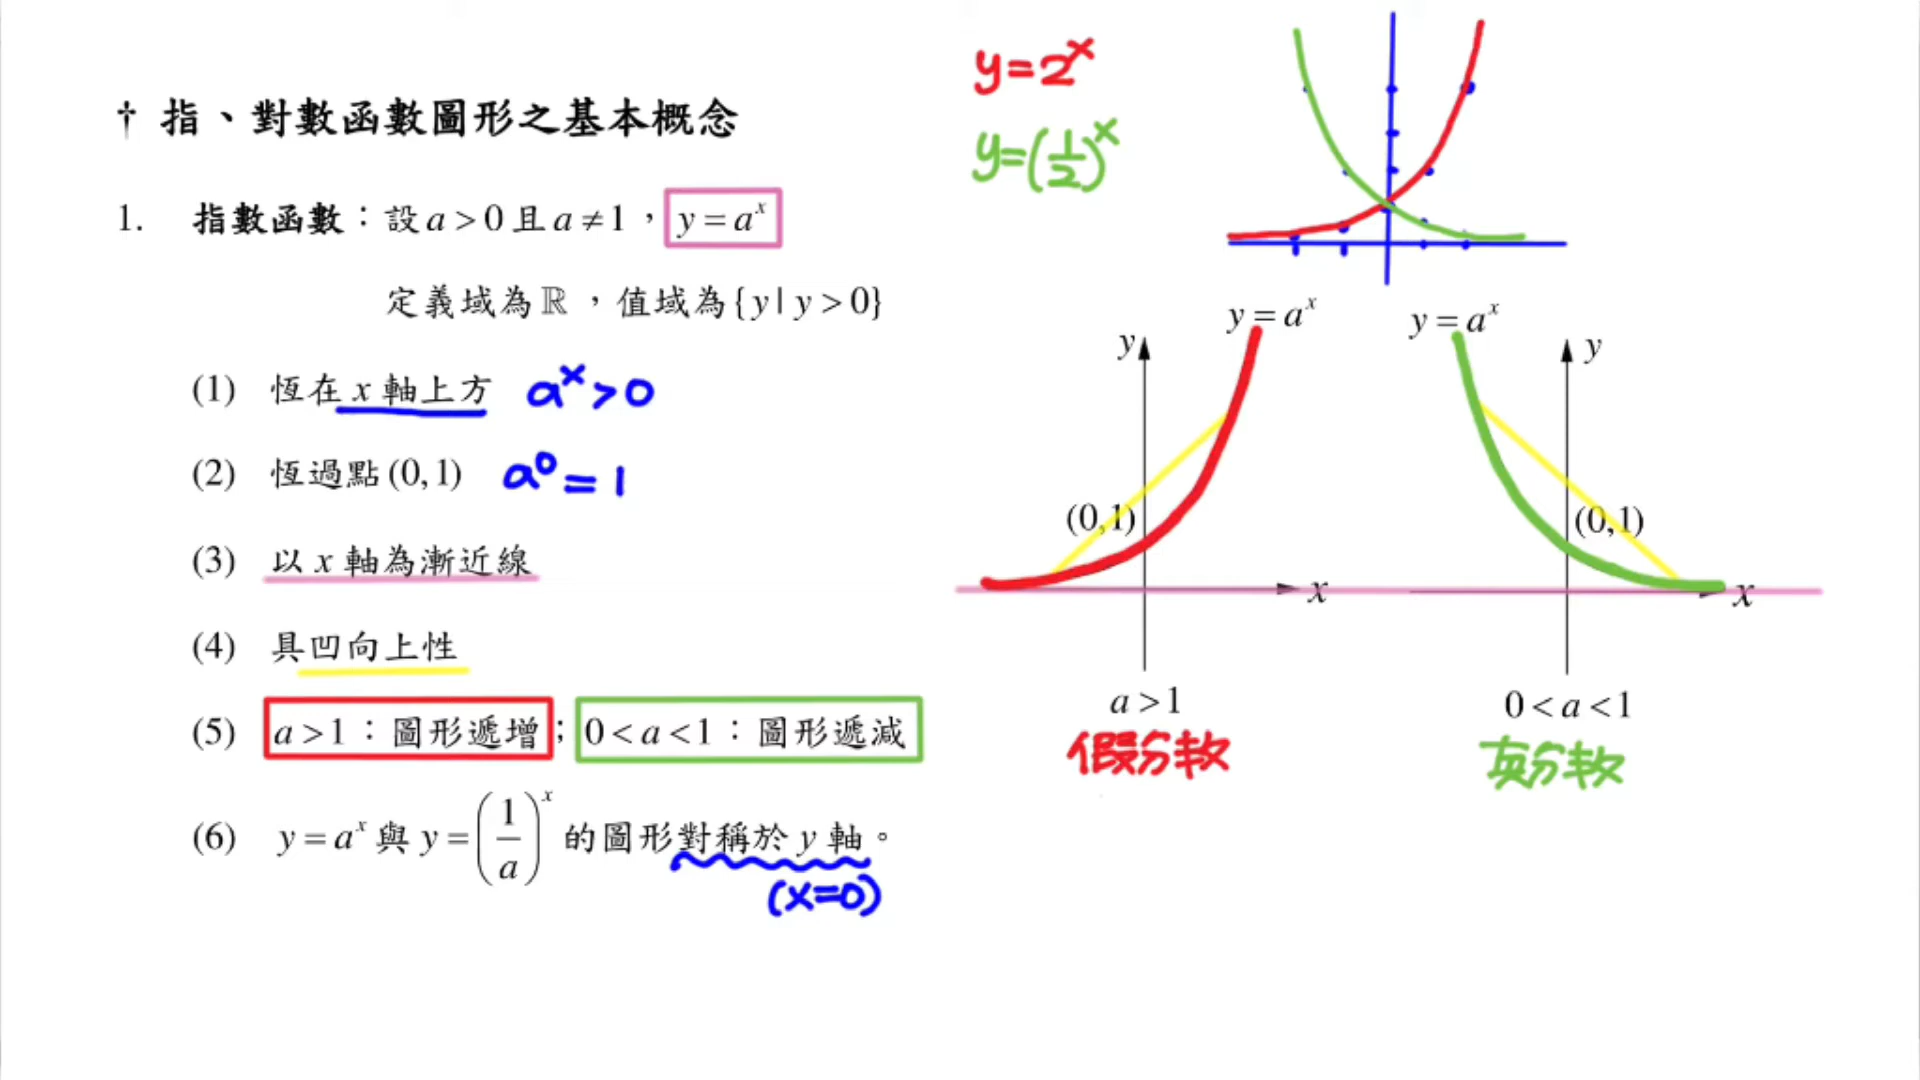 † 指、對數函數圖形之基本概念
1. 指數函數：設 a > 0 且 a ≠ 1 ， y = a^x
定義域為 ℝ ，值域為 { y | y > 0}
(1) 恆在 x 軸上方 a^x > 0
(2) 恆過點 (0, 1) a^0 = 1
(3) 以 x 軸為漸近線
(4) 具凹向上性
(5) a > 1：圖形遞增；0 < a < 1：圖形遞減
(6) y = a^x 與 y = (1/a)^x 的圖形對稱於 y 軸。
(x=0)
y=2^x
y=(1/2)^x
y = a^x
y
(0,1)
x
a > 1
假分數
y = a^x
y
(0,1)
x
0 < a < 1
真分數